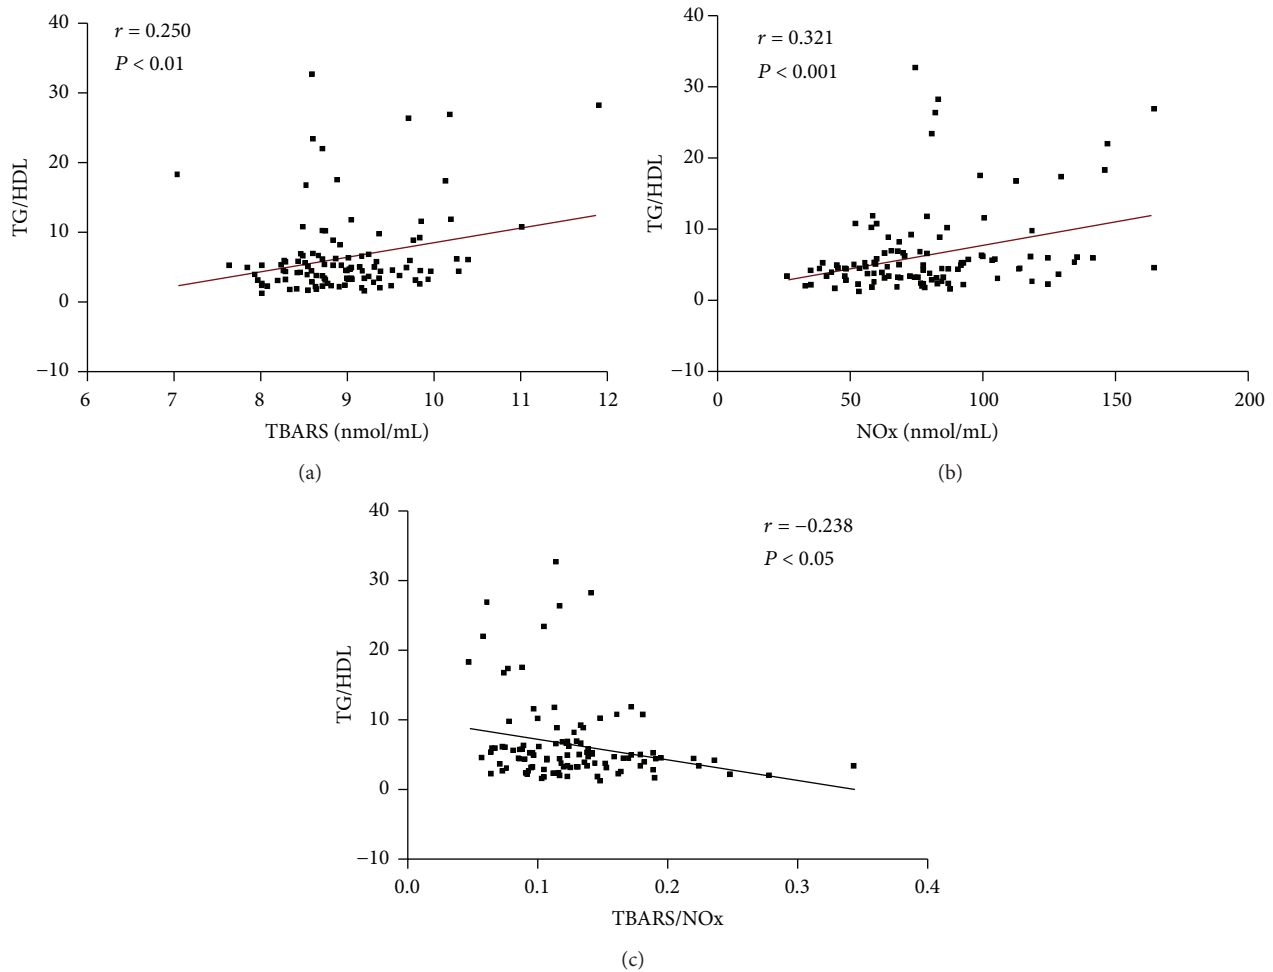 r = 0.250
P < 0.01
40
30
20
10
0
−10
TG/HDL
6 7 8 9 10 11 12
TBARS (nmol/mL)
(a)
r = 0.321
P < 0.001
40
30
20
10
0
−10
TG/HDL
0 50 100 150 200
NOx (nmol/mL)
(b)
r = −0.238
P < 0.05
40
30
20
10
0
−10
TG/HDL
0.0 0.1 0.2 0.3 0.4
TBARS/NOx
(c)